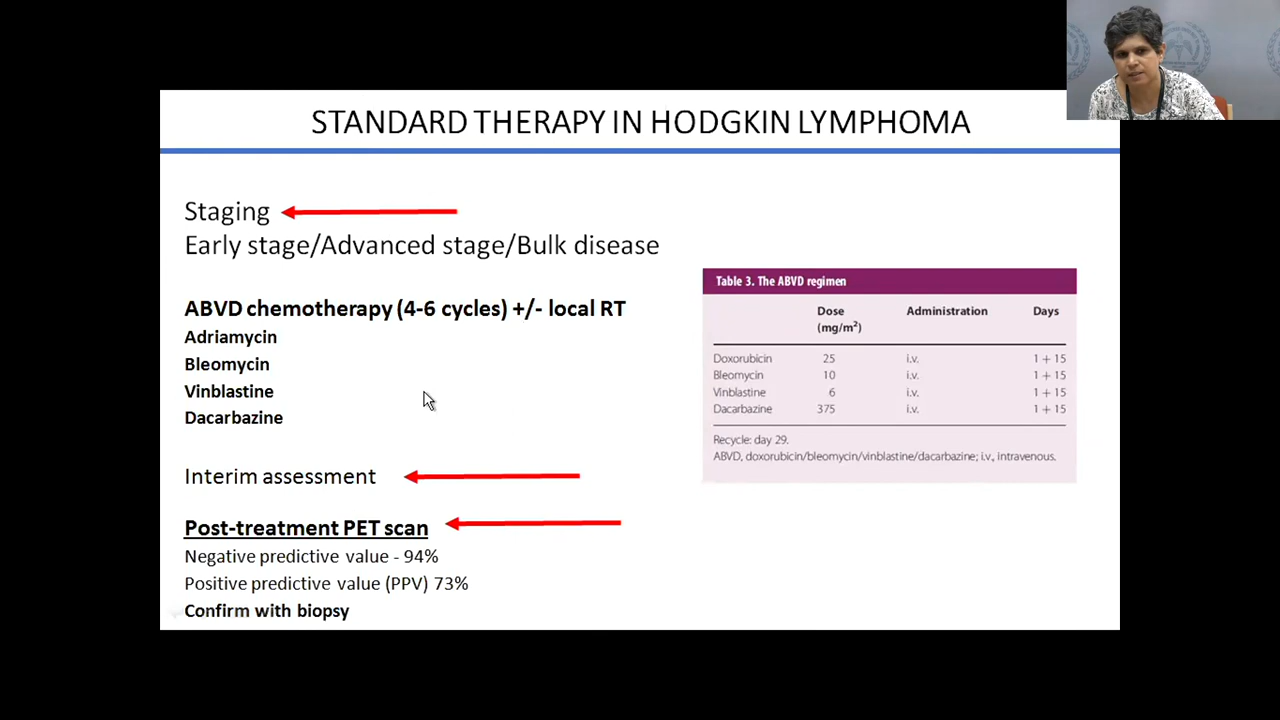 STANDARD THERAPY IN HODGKIN LYMPHOMA
Staging
Early stage/Advanced stage/Bulk disease
ABVD chemotherapy (4-6 cycles) +/- local RT
Adriamycin
Bleomycin
Vinblastine
Dacarbazine
Interim assessment
Post-treatment PET scan
Negative predictive value - 94%
Positive predictive value (PPV) 73%
Confirm with biopsy
Table 3. The ABVD regimen
Dose (mg/m²) Administration Days
Doxorubicin 25 i.v. 1 + 15
Bleomycin 10 i.v. 1 + 15
Vinblastine 6 i.v. 1 + 15
Dacarbazine 375 i.v. 1 + 15
Recycle: day 29.
ABVD, doxorubicin/bleomycin/vinblastine/dacarbazine; i.v., intravenous.